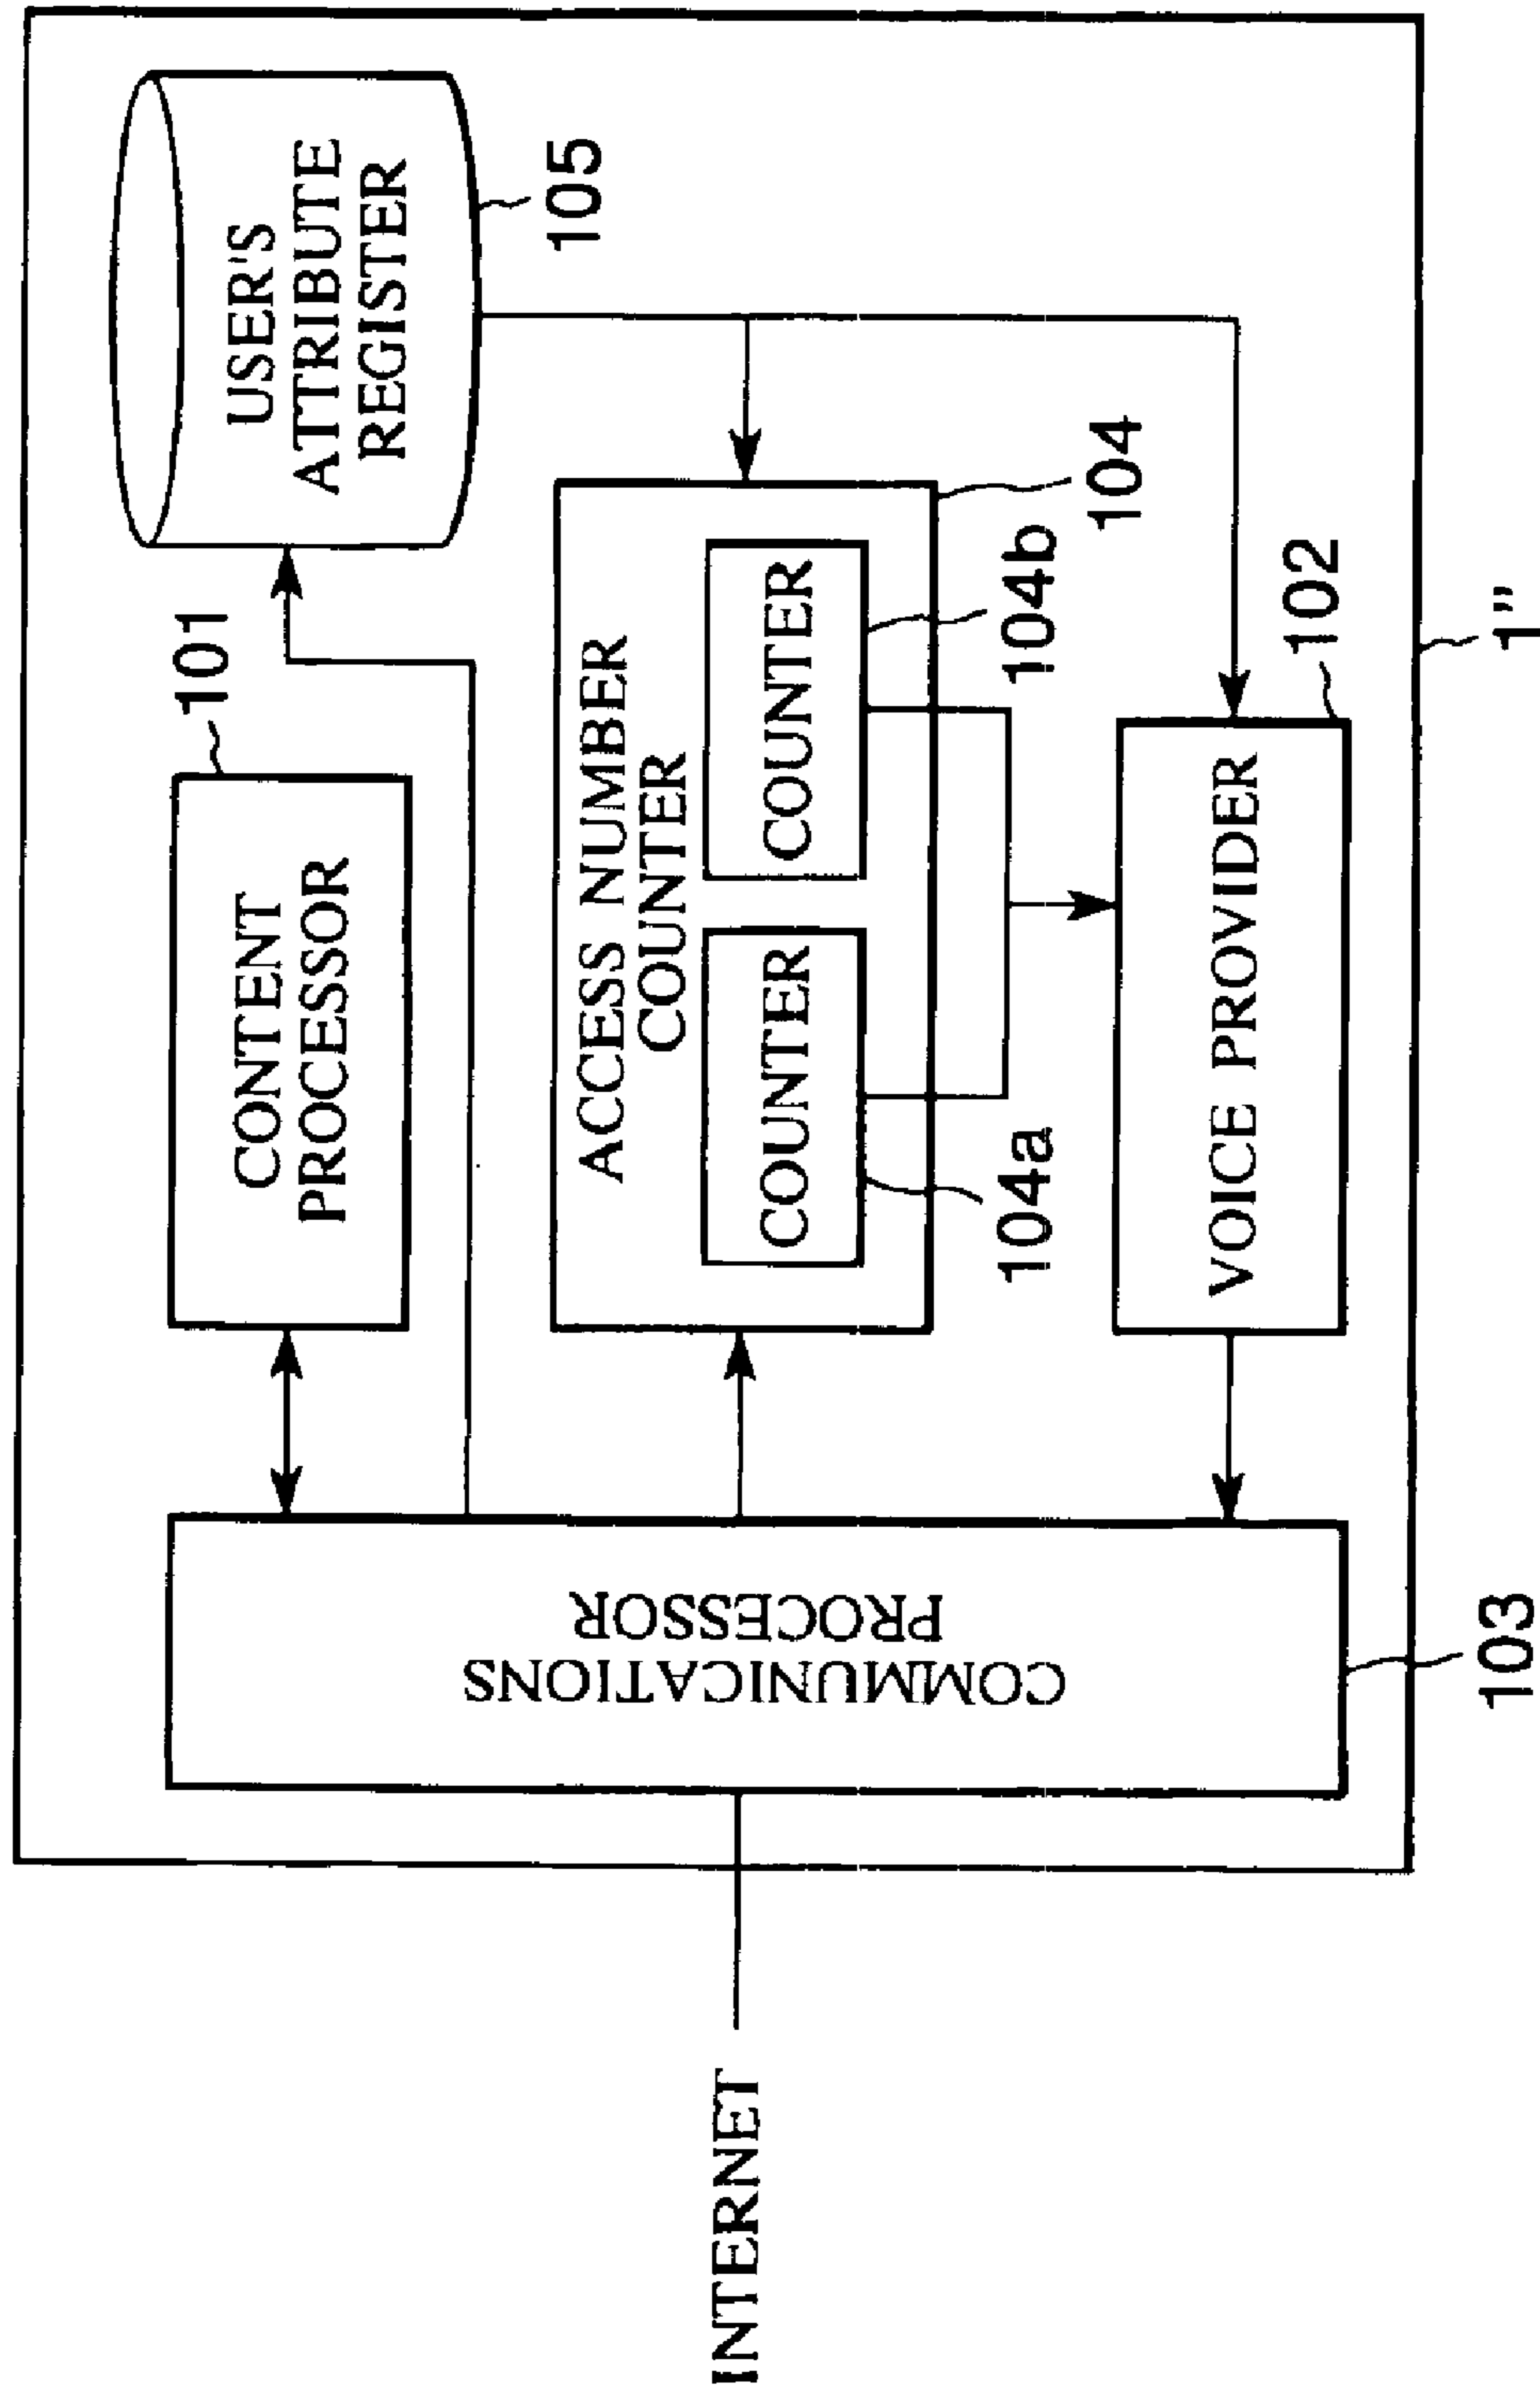 INTERNET
COMMUNICATIONS
PROCESSOR
103
CONTENT
PROCESSOR
101
USER'S
ATTRIBUTE
REGISTER
105
ACCESS NUMBER
COUNTER
COUNTER
COUNTER
104a
104b
104
VOICE PROVIDER
102
1"